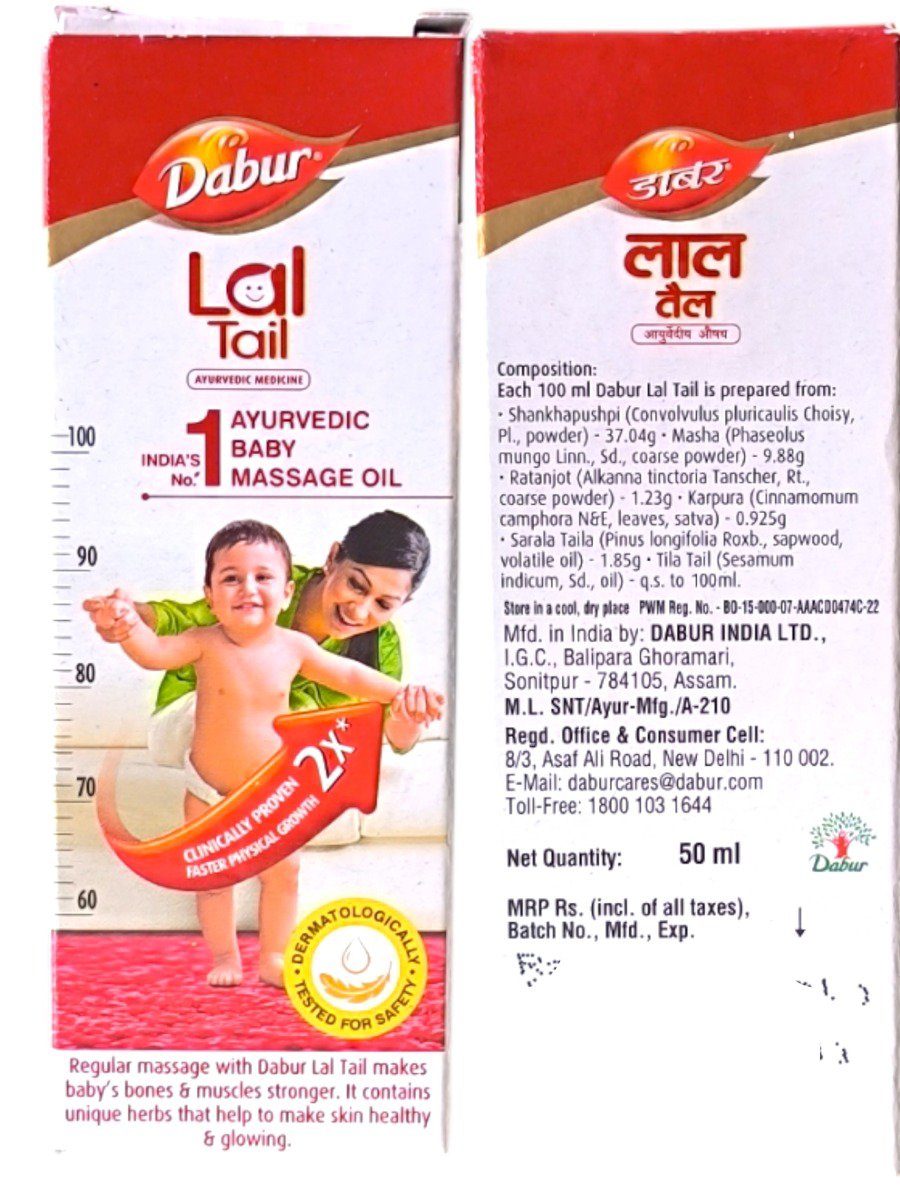 Dabur
Lal
Tail
AYURVEDIC MEDICINE
INDIA'S
No.*
1
AYURVEDIC
BABY
MASSAGE OIL
100
90
80
70
60
CLINICALLY PROVEN
FASTER PHYSICAL GROWTH
2x*
DERMATOLOGICALLY
TESTED FOR SAFETY
Regular massage with Dabur Lal Tail makes
baby's bones & muscles stronger. It contains
unique herbs that help to make skin healthy
& glowing.
डाबर
लाल
तैल
आयुर्वेदीय औषध
Composition:
Each 100 ml Dabur Lal Tail is prepared from:
• Shankhapushpi (Convolvulus pluricaulis Choisy,
Pl., powder) - 37.04g • Masha (Phaseolus
mungo Linn., Sd., coarse powder) - 9.88g
• Ratanjot (Alkanna tinctoria Tanscher, Rt.,
coarse powder) - 1.23g • Karpura (Cinnamomum
camphora N&E, leaves, satva) - 0.925g
• Sarala Taila (Pinus longifolia Roxb., sapwood,
volatile oil) - 1.85g • Tila Tail (Sesamum
indicum, Sd., oil) - q.s. to 100ml.
Store in a cool, dry place PWM Reg. No. - BO-15-000-07-AAACD0474C-22
Mfd. in India by: DABUR INDIA LTD.,
I.G.C., Balipara Ghoramari,
Sonitpur - 784105, Assam.
M.L. SNT/Ayur-Mfg./A-210
Regd. Office & Consumer Cell:
8/3, Asaf Ali Road, New Delhi - 110 002.
E-Mail: daburcares@dabur.com
Toll-Free: 1800 103 1644
Net Quantity: 50 ml
Dabur
MRP Rs. (incl. of all taxes),
Batch No., Mfd., Exp.